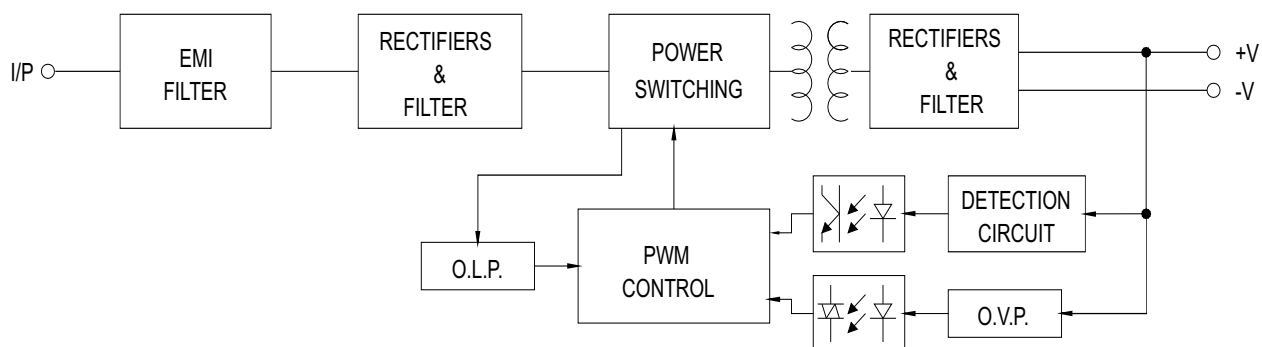 I/P
EMI
FILTER
RECTIFIERS
&
FILTER
POWER
SWITCHING
RECTIFIERS
&
FILTER
+V
-V
O.L.P.
PWM
CONTROL
DETECTION
CIRCUIT
O.V.P.